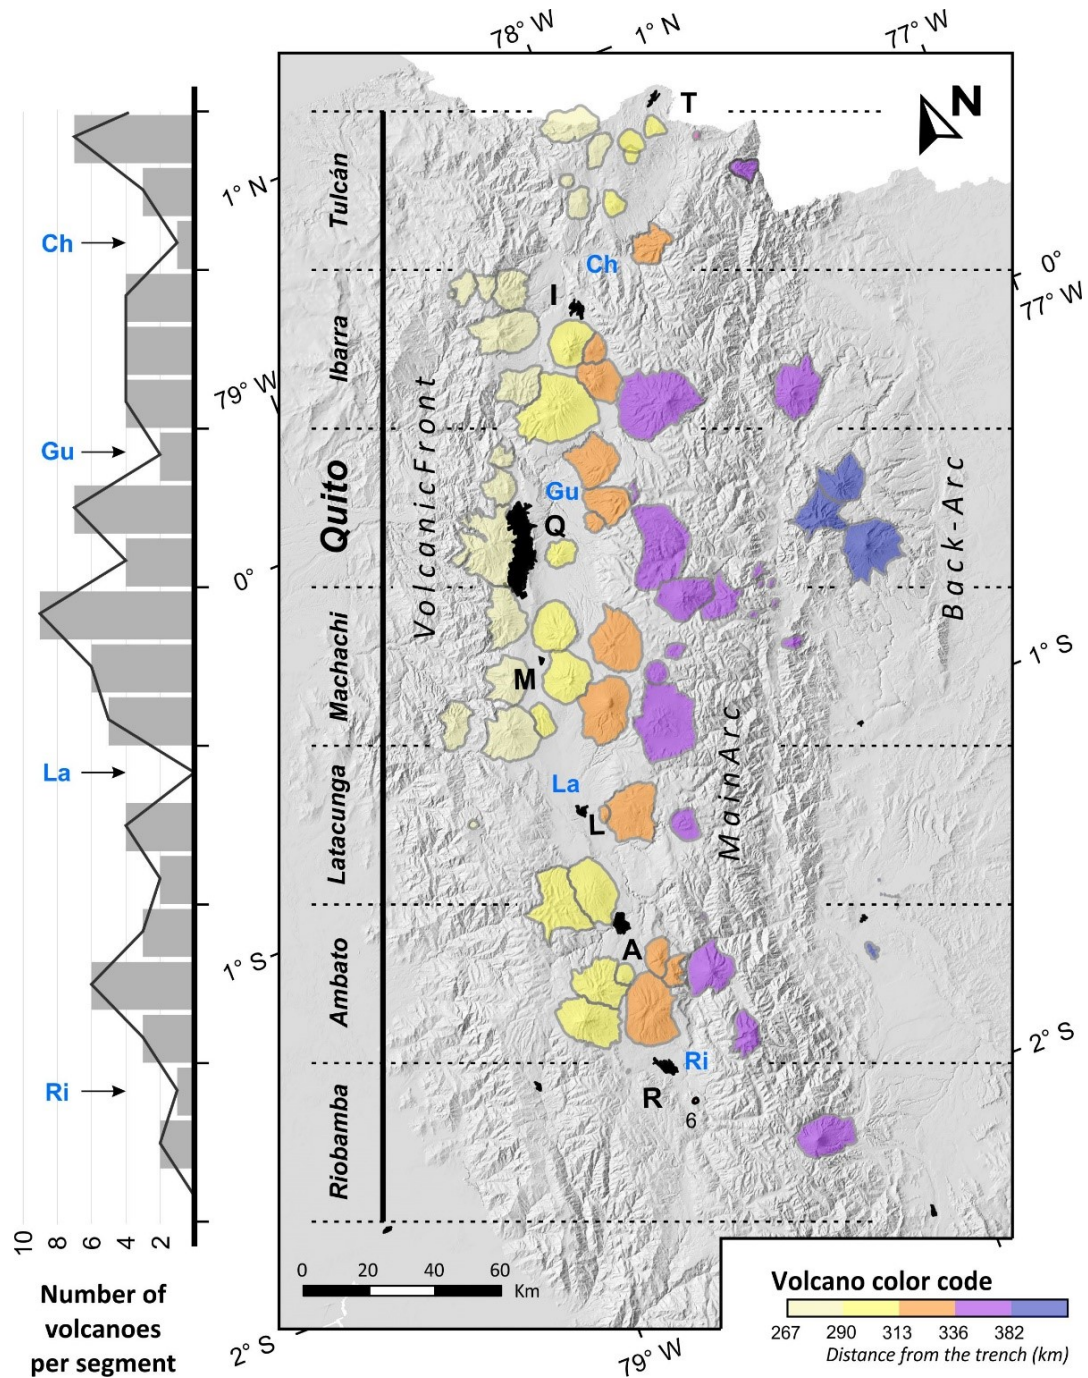 78° W
1° N
77° W
N
T
1° N
Tulcán
Ch
Ch
0°
77° W
I
Ibarra
79° W
Volcanic Front
Gu
Quito
Gu
Q
Back-Arc
0°
Machachi
M
1° S
Main Arc
La
La
L
Latacunga
A
Ambato
1° S
2° S
Ri
Ri
R
6
Riobamba
10 8 6 4 2
Number of
volcanoes
per segment
0 20 40 60 Km
2° S
79° W
Volcano color code
267 290 313 336 382
Distance from the trench (km)